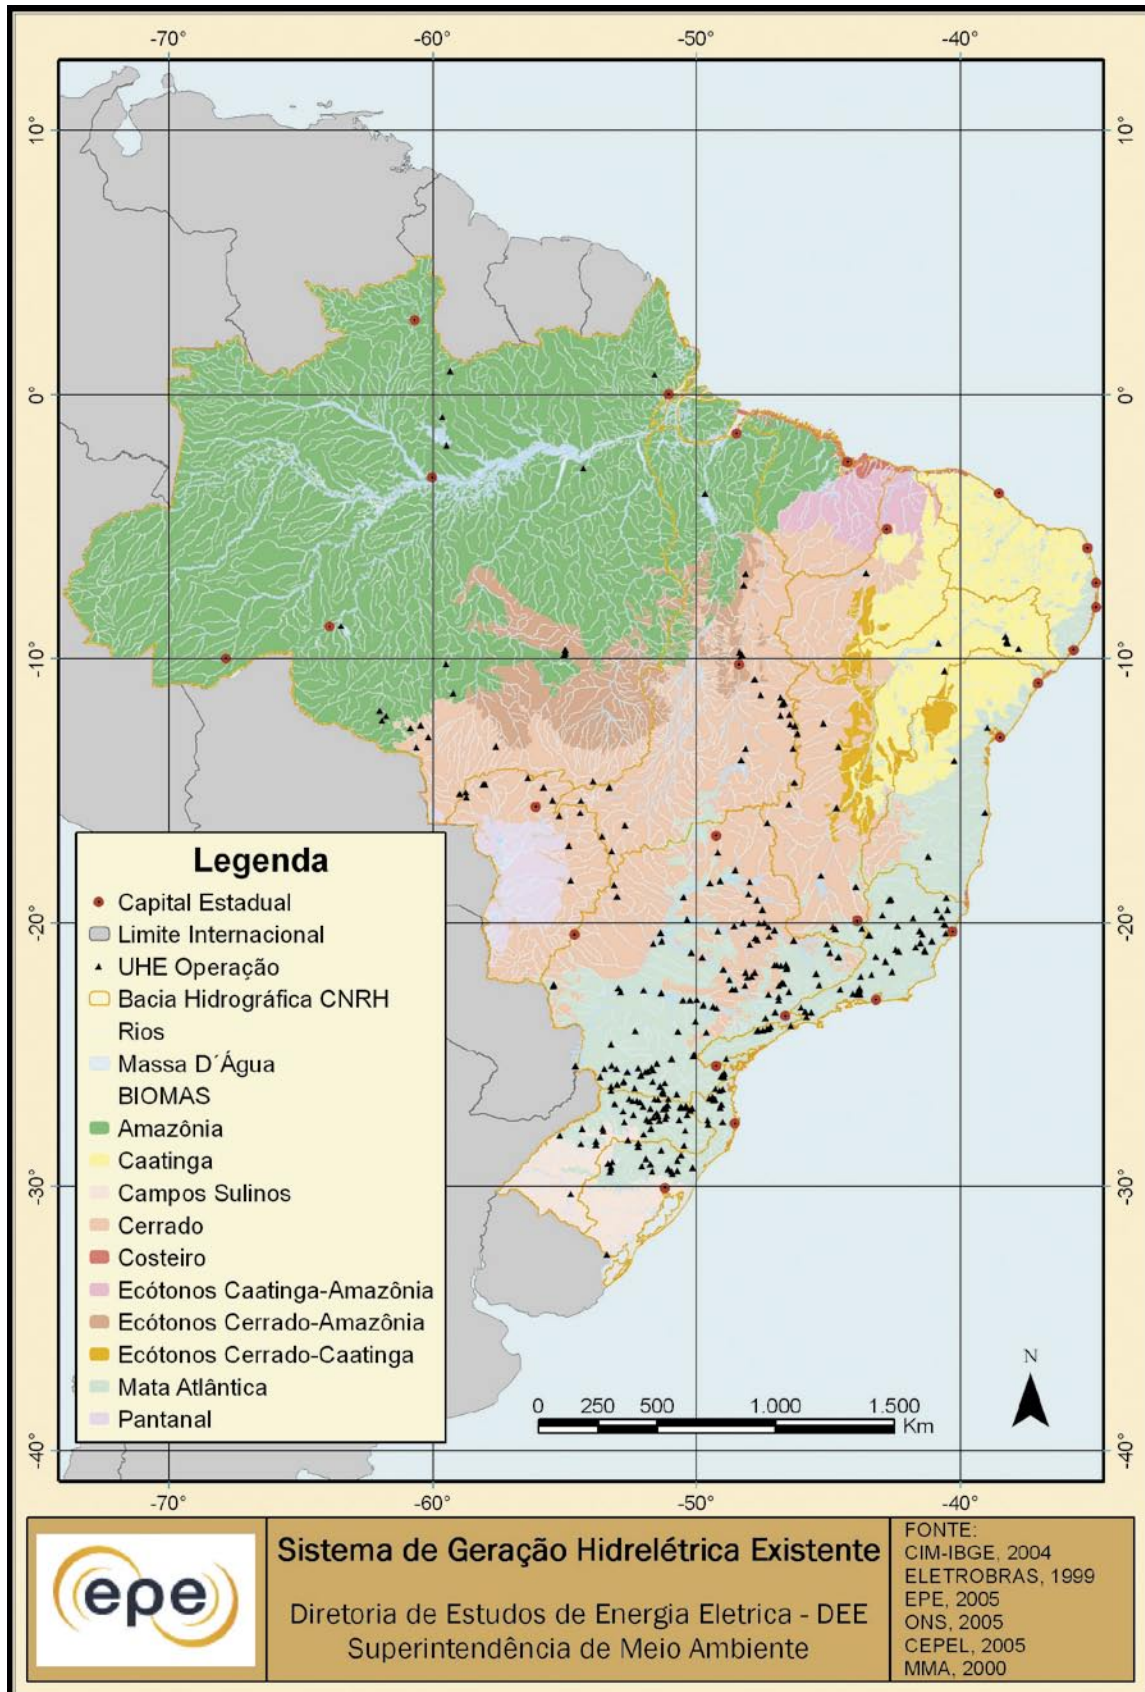 -70°
-60°
-50°
-40°
10°
10°
0°
0°
-10°
-10°
-20°
-20°
-30°
-30°
-40°
-40°
Legenda
Capital Estadual
Limite Internacional
UHE Operação
Bacia Hidrográfica CNRH
Rios
Massa D´Água
BIOMAS
Amazônia
Caatinga
Campos Sulinos
Cerrado
Costeiro
Ecótonos Caatinga-Amazônia
Ecótonos Cerrado-Amazônia
Ecótonos Cerrado-Caatinga
Mata Atlântica
Pantanal
N
0 250 500 1.000 1.500
Km
-70°
-60°
-50°
-40°
epe
Sistema de Geração Hidrelétrica Existente
Diretoria de Estudos de Energia Eletrica - DEE
Superintendência de Meio Ambiente
FONTE:
CIM-IBGE, 2004
ELETROBRAS, 1999
EPE, 2005
ONS, 2005
CEPEL, 2005
MMA, 2000